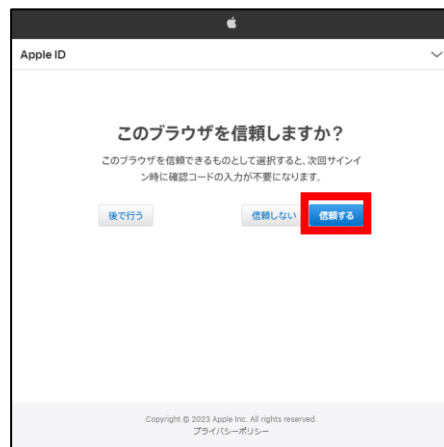 Apple ID
このブラウザを信頼しますか？
このブラウザを信頼できるものとして選択すると、次回サインイ
ン時に確認コードの入力が不要になります。
後で行う 信頼しない 信頼する
Copyright © 2023 Apple Inc. All rights reserved.
プライバシーポリシー